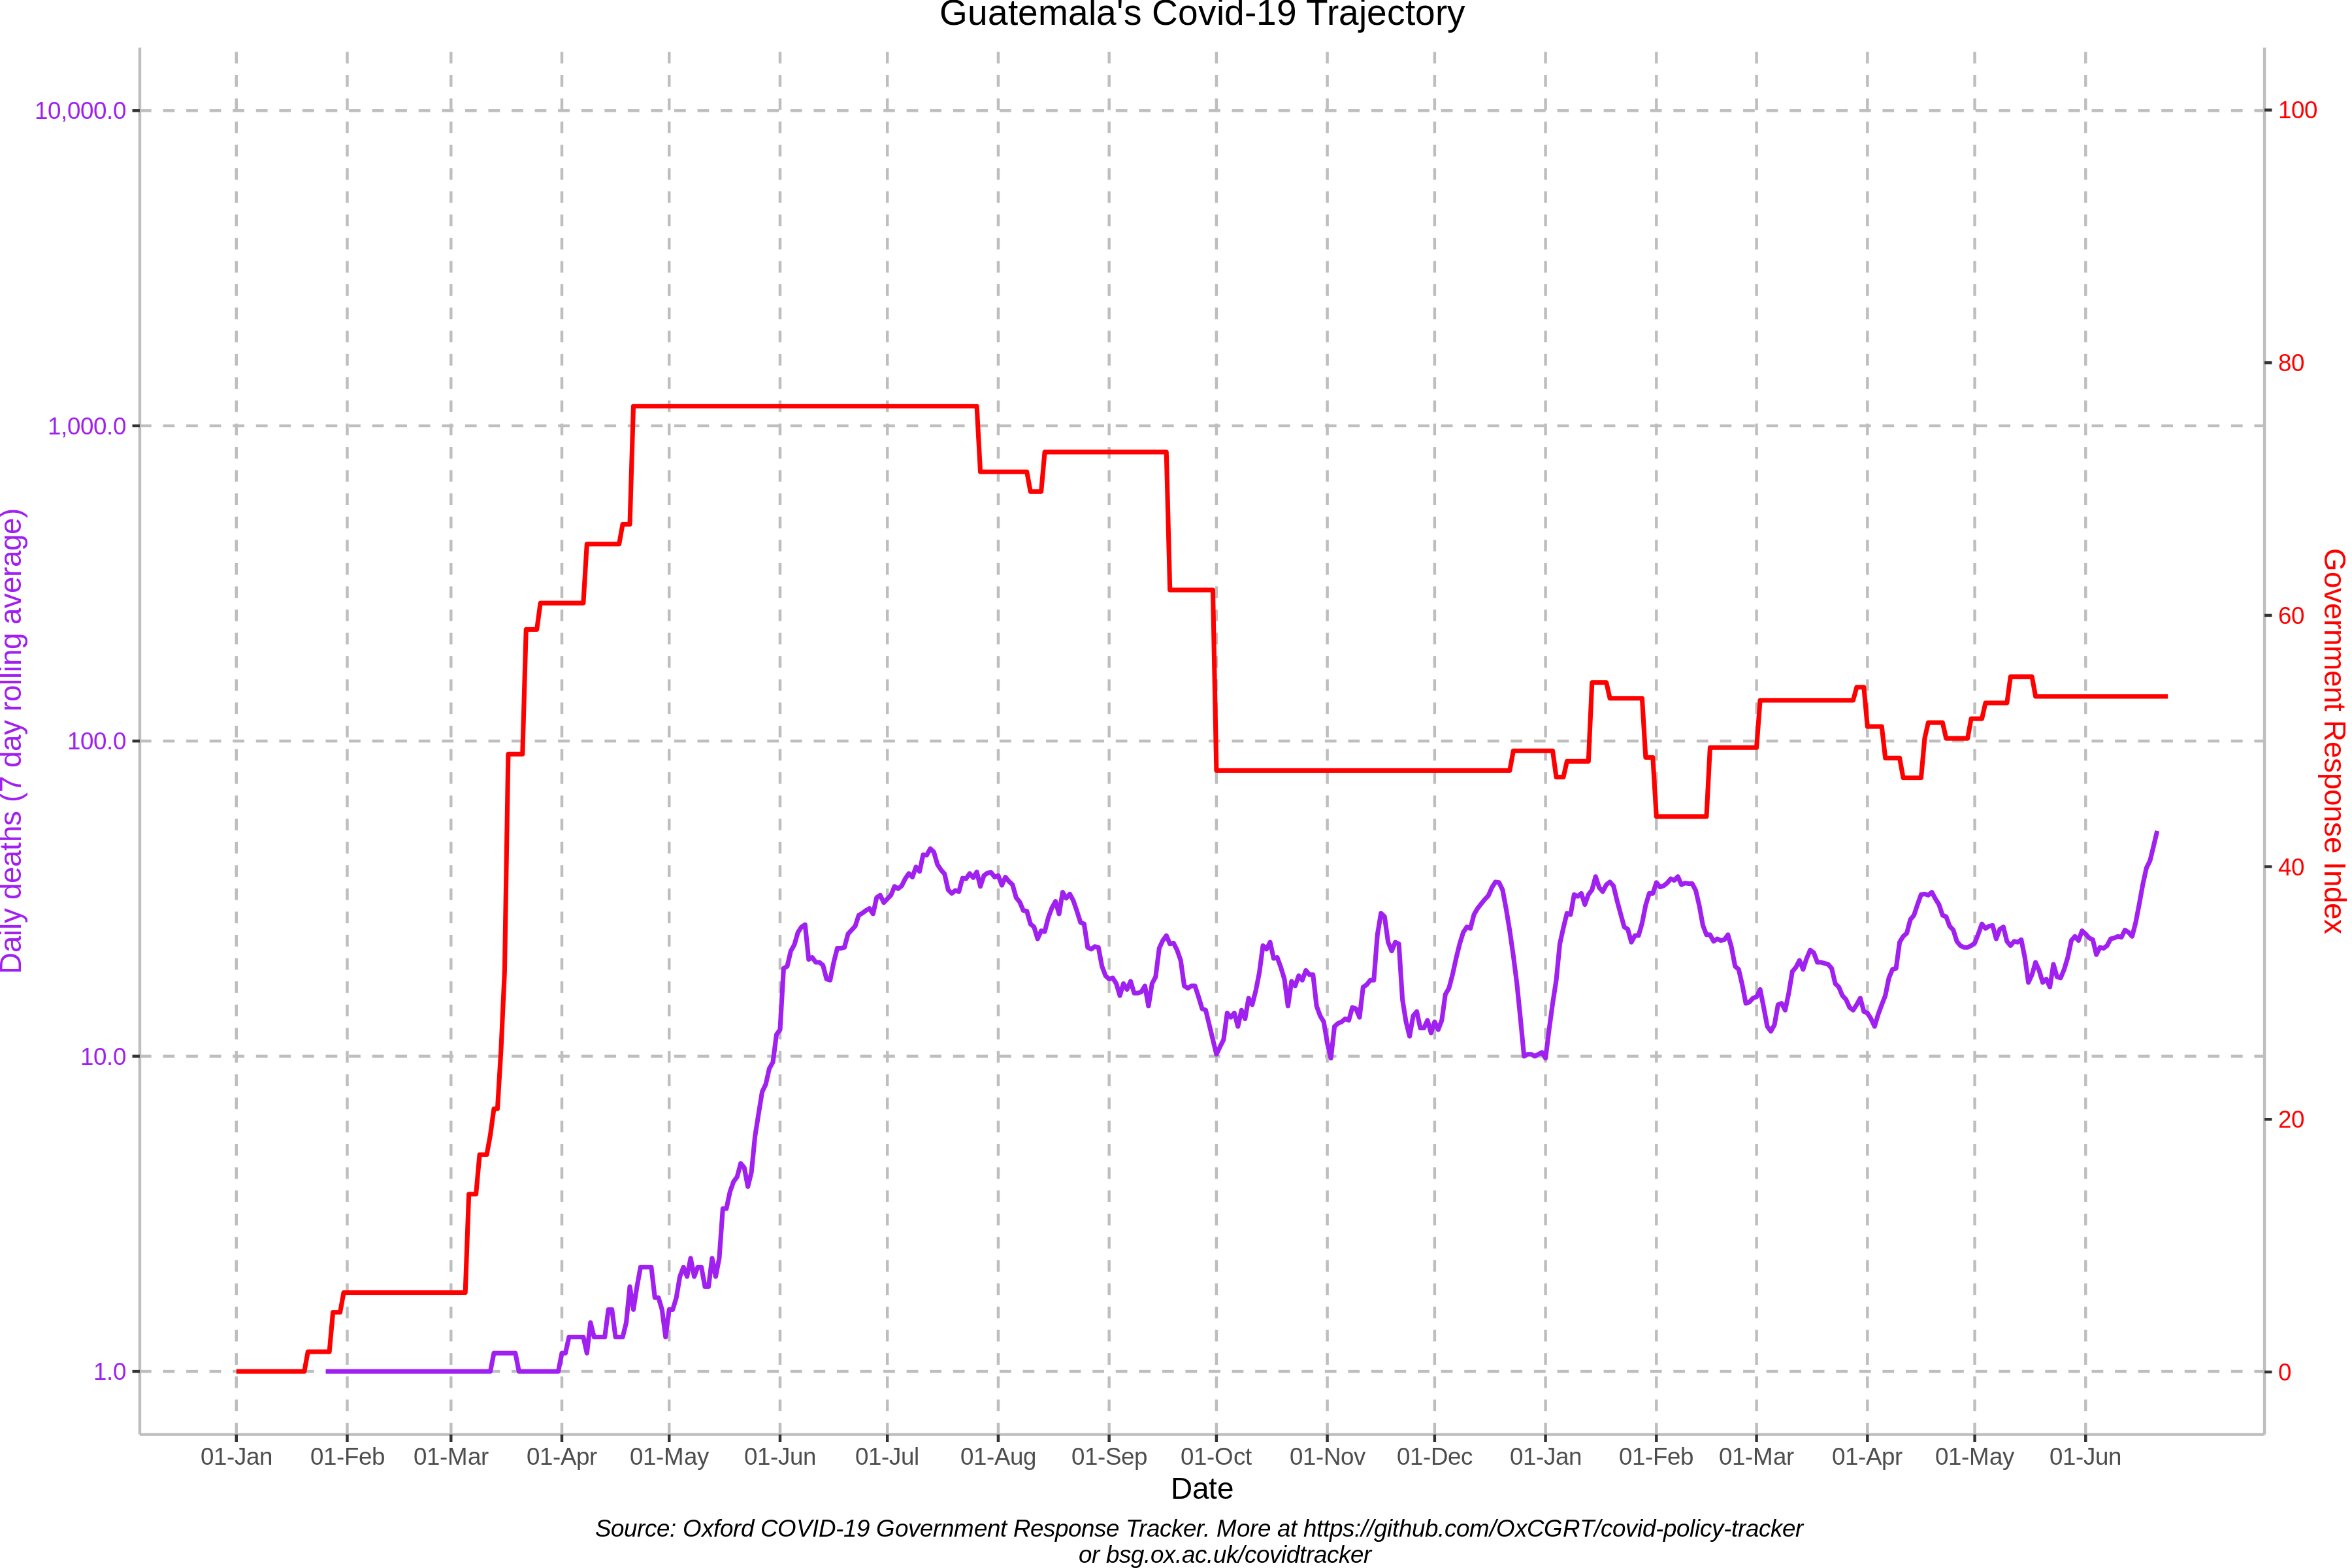 Guatemala's Covid-19 Trajectory
Daily deaths (7 day rolling average)
10,000.0
1,000.0
100.0
10.0
1.0
100
80
60
40
20
0
Government Response Index
01-Jan 01-Feb 01-Mar 01-Apr 01-May 01-Jun 01-Jul 01-Aug 01-Sep 01-Oct 01-Nov 01-Dec 01-Jan 01-Feb 01-Mar 01-Apr 01-May 01-Jun
Date
Source: Oxford COVID-19 Government Response Tracker. More at https://github.com/OxCGRT/covid-policy-tracker
or bsg.ox.ac.uk/covidtracker